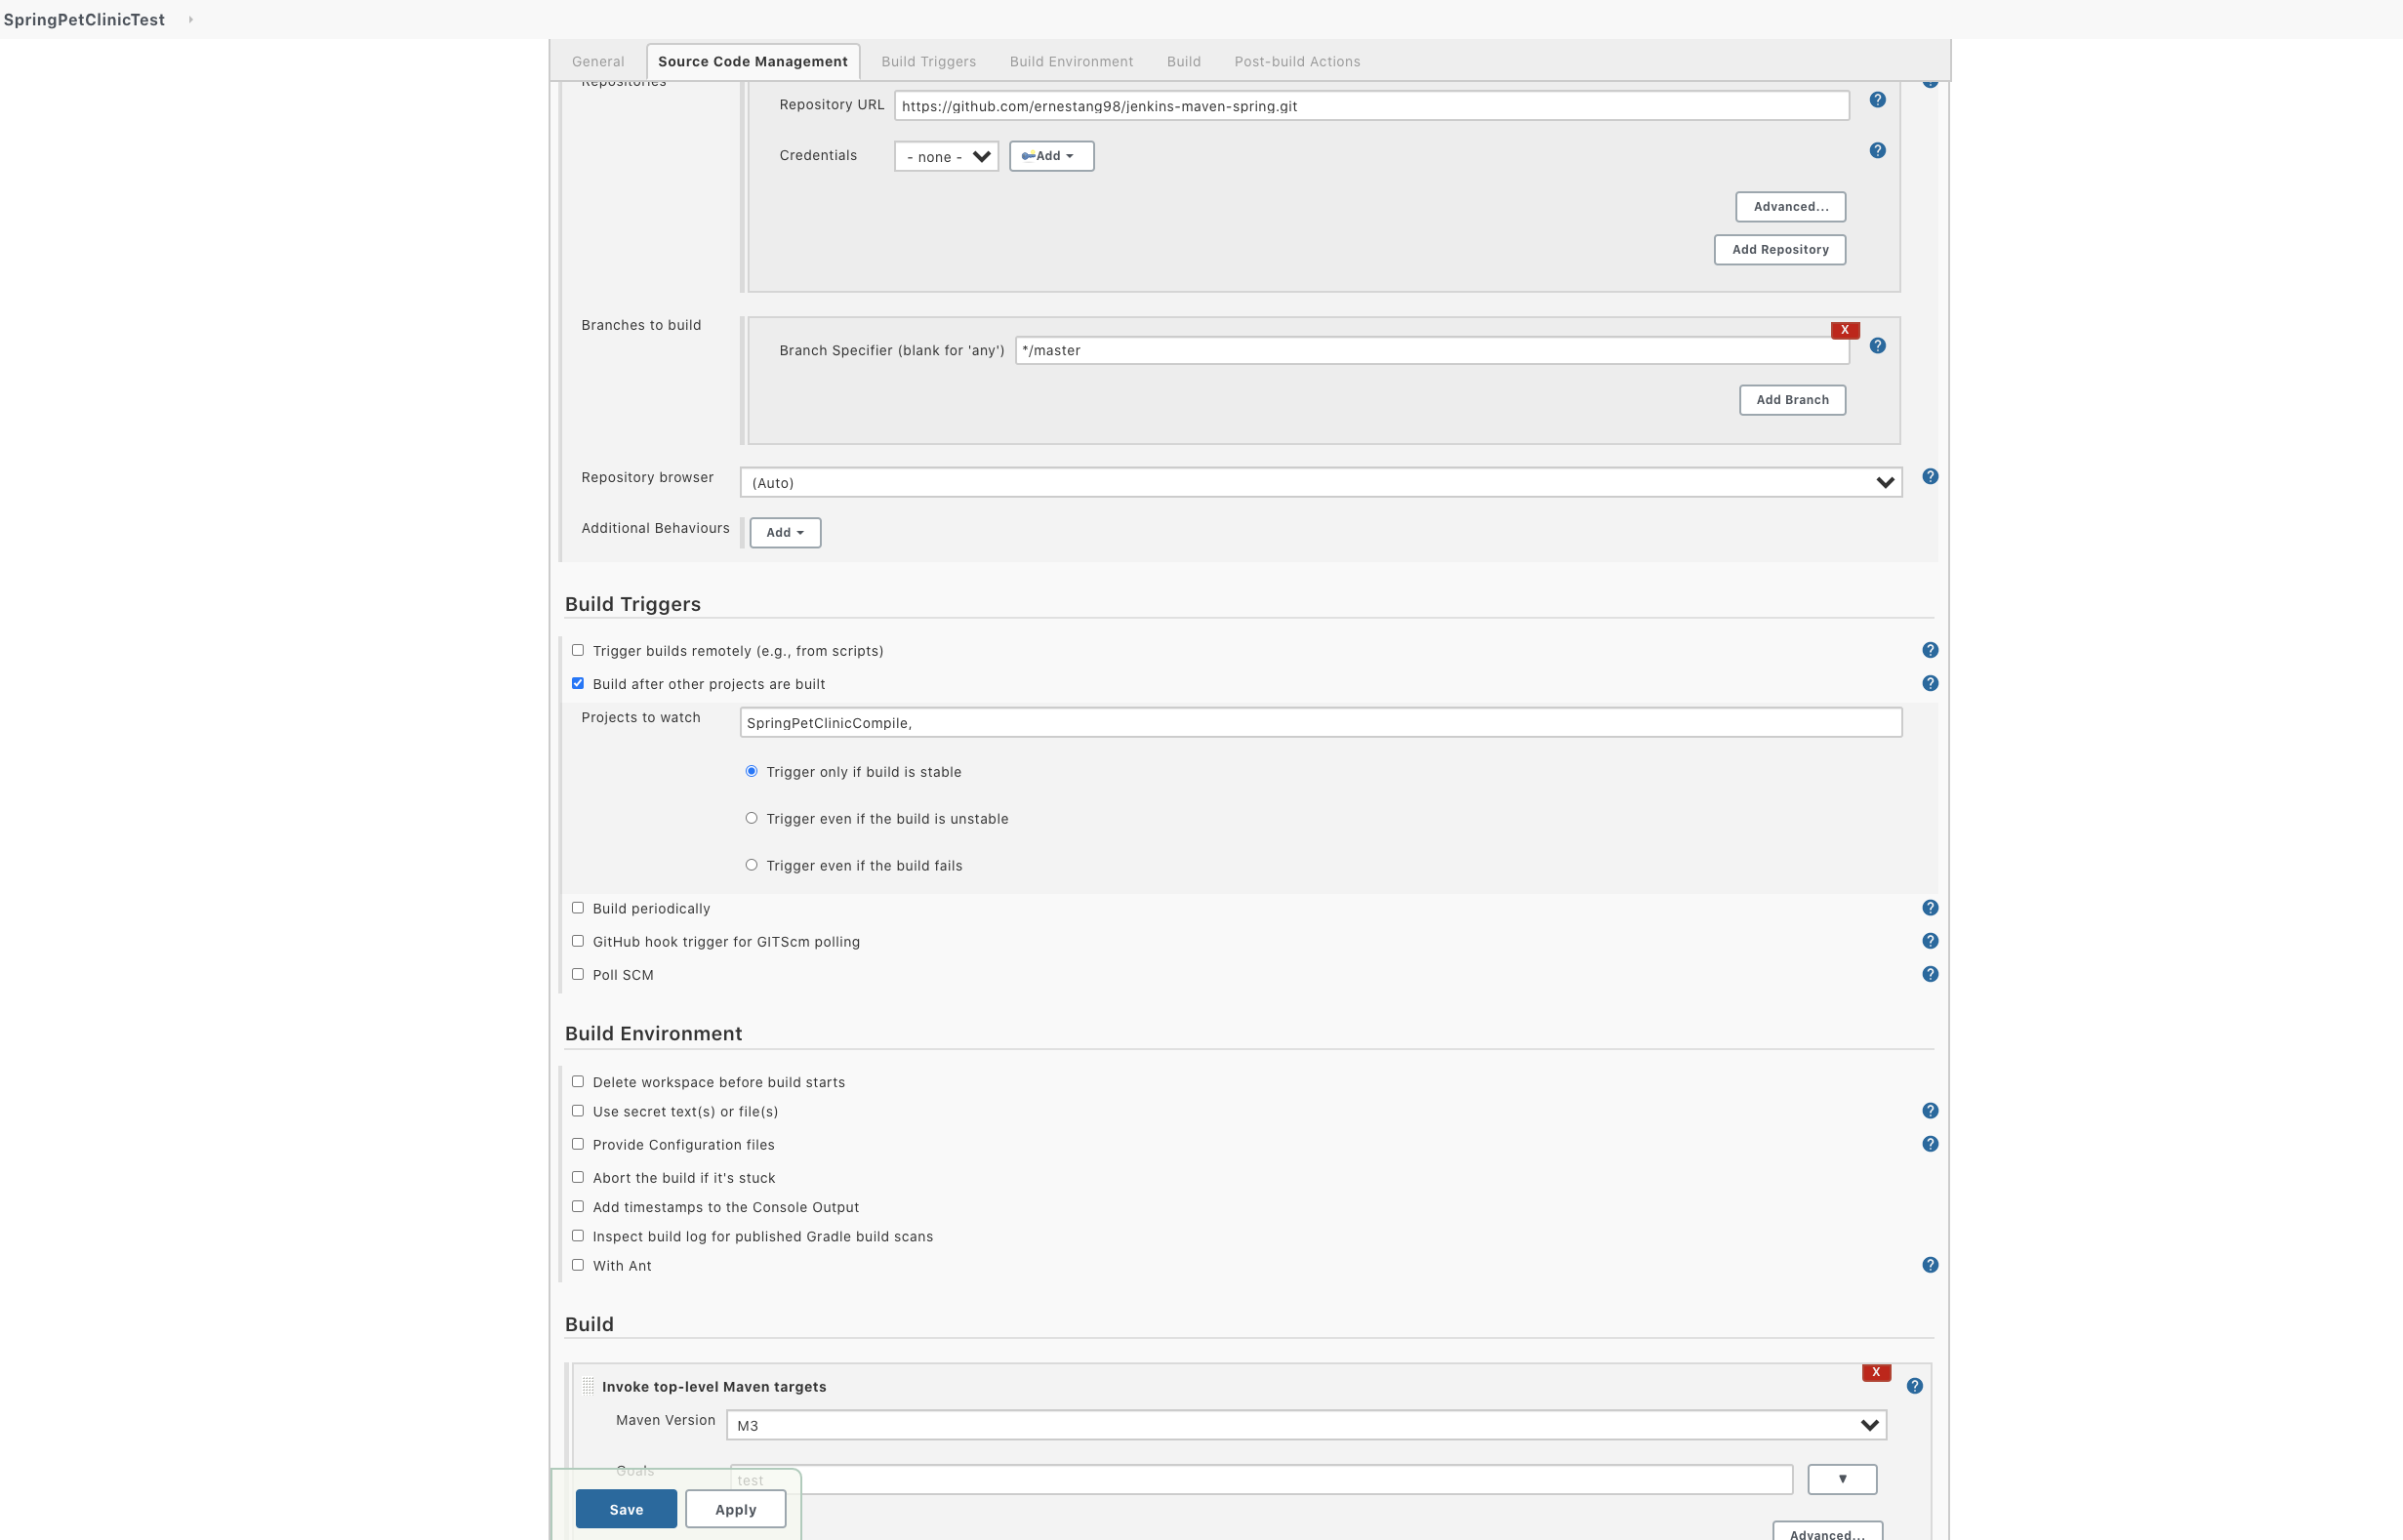 SpringPetClinicTest
General Source Code Management Build Triggers Build Environment Build Post-build Actions
Repositories
Repository URL https://github.com/ernestang98/jenkins-maven-spring.git ?
Credentials - none - Add ?
Advanced...
Add Repository
Branches to build
X
Branch Specifier (blank for 'any') */master ?
Add Branch
Repository browser (Auto) ?
Additional Behaviours Add
Build Triggers
Trigger builds remotely (e.g., from scripts) ?
Build after other projects are built ?
Projects to watch SpringPetClinicCompile,
Trigger only if build is stable
Trigger even if the build is unstable
Trigger even if the build fails
Build periodically ?
GitHub hook trigger for GITScm polling ?
Poll SCM ?
Build Environment
Delete workspace before build starts
Use secret text(s) or file(s) ?
Provide Configuration files ?
Abort the build if it's stuck
Add timestamps to the Console Output
Inspect build log for published Gradle build scans
With Ant ?
Build
X
Invoke top-level Maven targets ?
Maven Version M3
Goals test
Save Apply
Advanced...